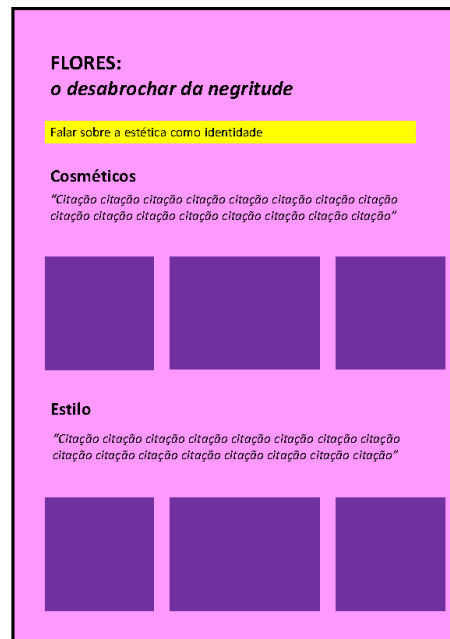 FLORES:
o desabrochar da negritude
Falar sobre a estética como identidade
Cosméticos
“Citação citação citação citação citação citação citação citação
citação citação citação citação citação citação citação citação”
Estilo
“Citação citação citação citação citação citação citação citação
citação citação citação citação citação citação citação citação”